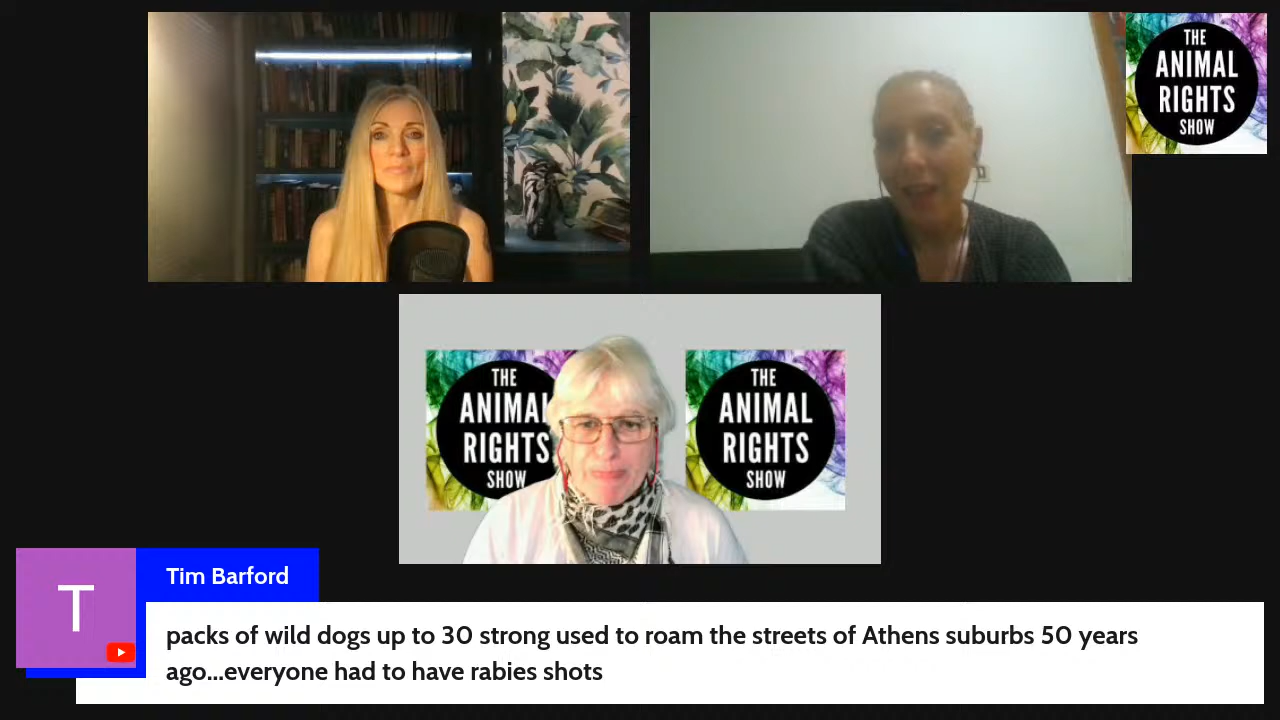 THE
ANIMAL
RIGHTS
SHOW
THE
ANIMAL
RIGHTS
SHOW
THE
ANIMAL
RIGHTS
SHOW
T
Tim Barford
packs of wild dogs up to 30 strong used to roam the streets of Athens suburbs 50 years
ago...everyone had to have rabies shots